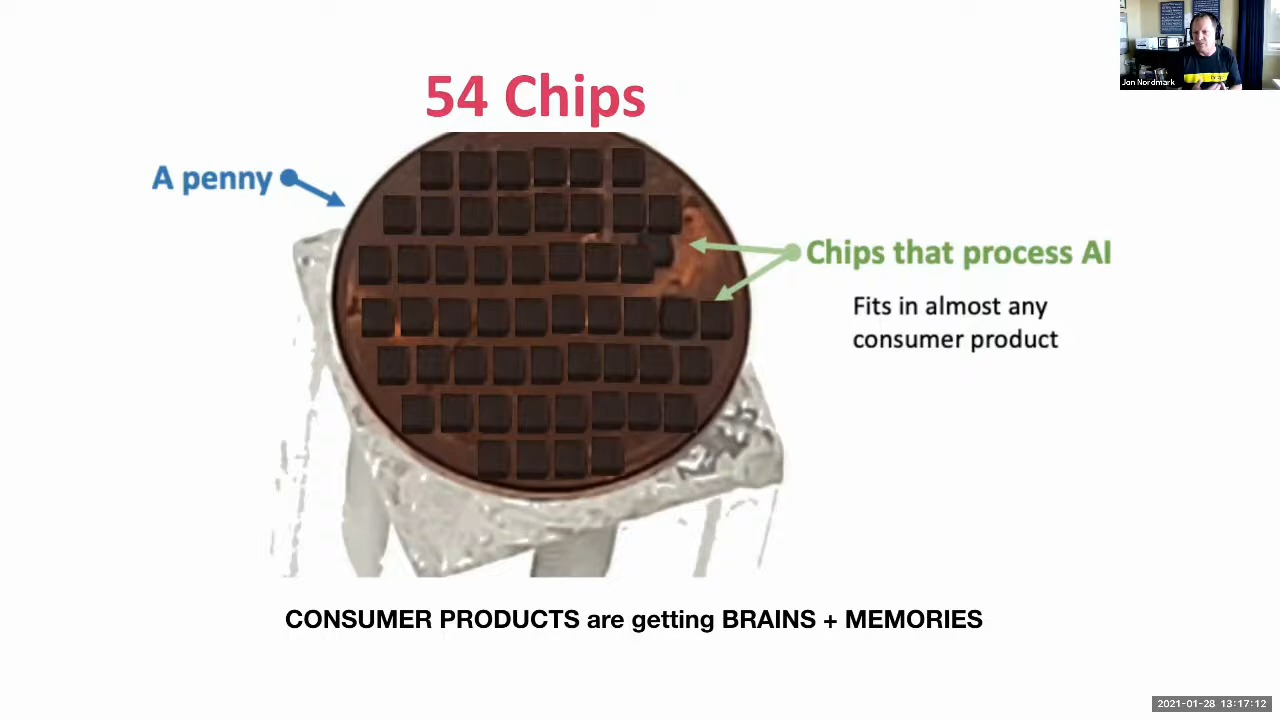 54 Chips
A penny
Chips that process AI
Fits in almost any
consumer product
CONSUMER PRODUCTS are getting BRAINS + MEMORIES
Jon Nordmark
2021-01-28 13:17:12